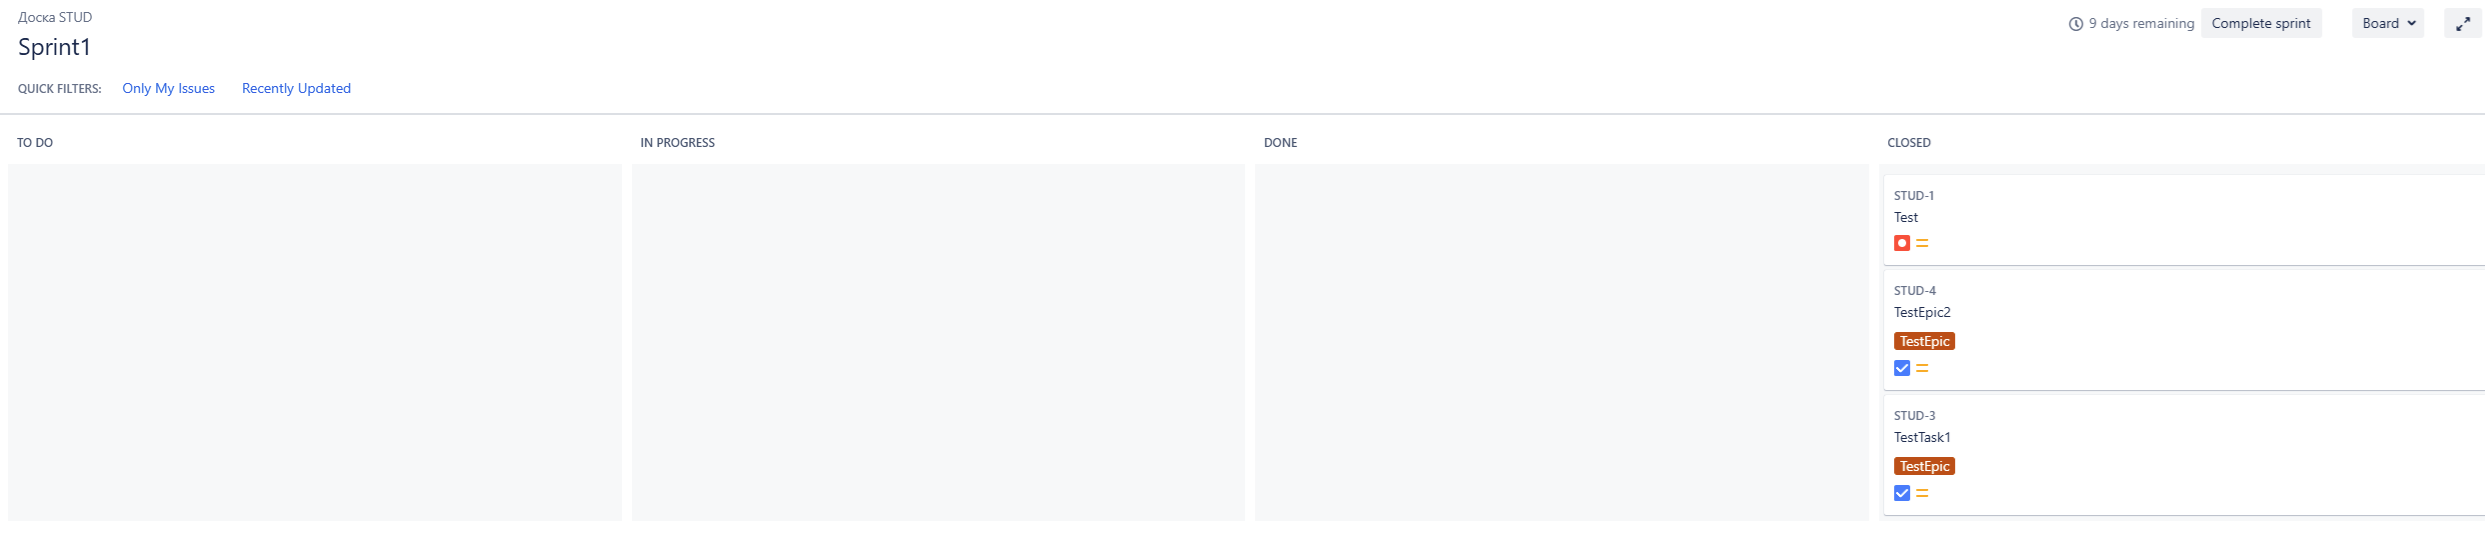 Доска STUD
Sprint1
9 days remaining
Complete sprint
Board
QUICK FILTERS:
Only My Issues
Recently Updated
TO DO
IN PROGRESS
DONE
CLOSED
STUD-1
Test
STUD-4
TestEpic2
TestEpic
STUD-3
TestTask1
TestEpic